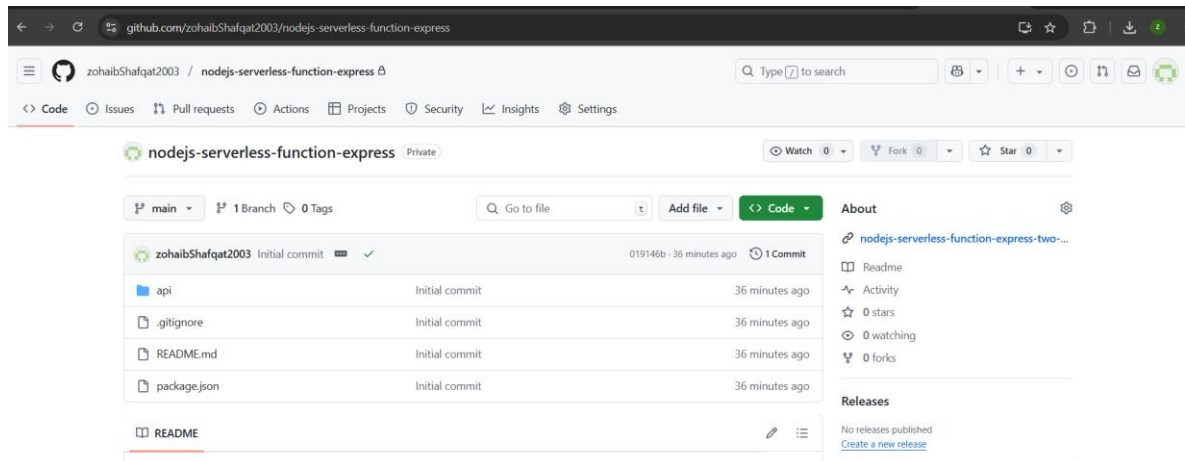 github.com/zohaibShafqat2003/nodejs-serverless-function-express
z
zohaibShafqat2003 / nodejs-serverless-function-express
Type / to search
<> Code Issues Pull requests Actions Projects Security Insights Settings
nodejs-serverless-function-express Private
Watch 0 Fork 0 Star 0
main 1 Branch 0 Tags
Go to file t
Add file
<> Code
About
zohaibShafqat2003 Initial commit
019146b · 36 minutes ago 1 Commit
nodejs-serverless-function-express-two-...
api Initial commit 36 minutes ago
.gitignore Initial commit 36 minutes ago
README.md Initial commit 36 minutes ago
package.json Initial commit 36 minutes ago
README
Readme
Activity
0 stars
0 watching
0 forks
Releases
No releases published
Create a new release